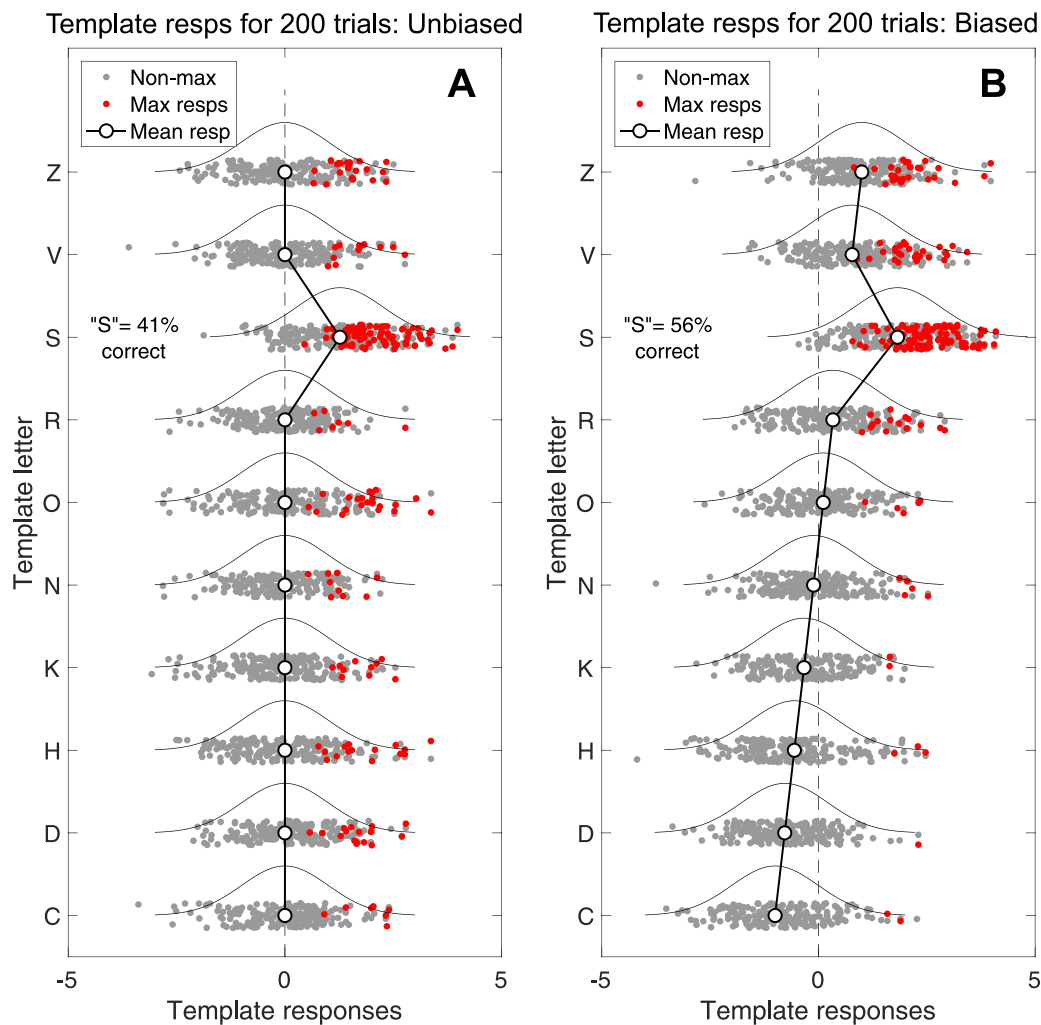 Template resps for 200 trials: Unbiased
Non-max
Max resps
Mean resp
A
Z
V
S
R
O
N
K
H
D
C
"S"= 41%
correct
Template letter
-5
0
5
Template responses
Template resps for 200 trials: Biased
Non-max
Max resps
Mean resp
B
Z
V
S
R
O
N
K
H
D
C
"S"= 56%
correct
Template letter
-5
0
5
Template responses